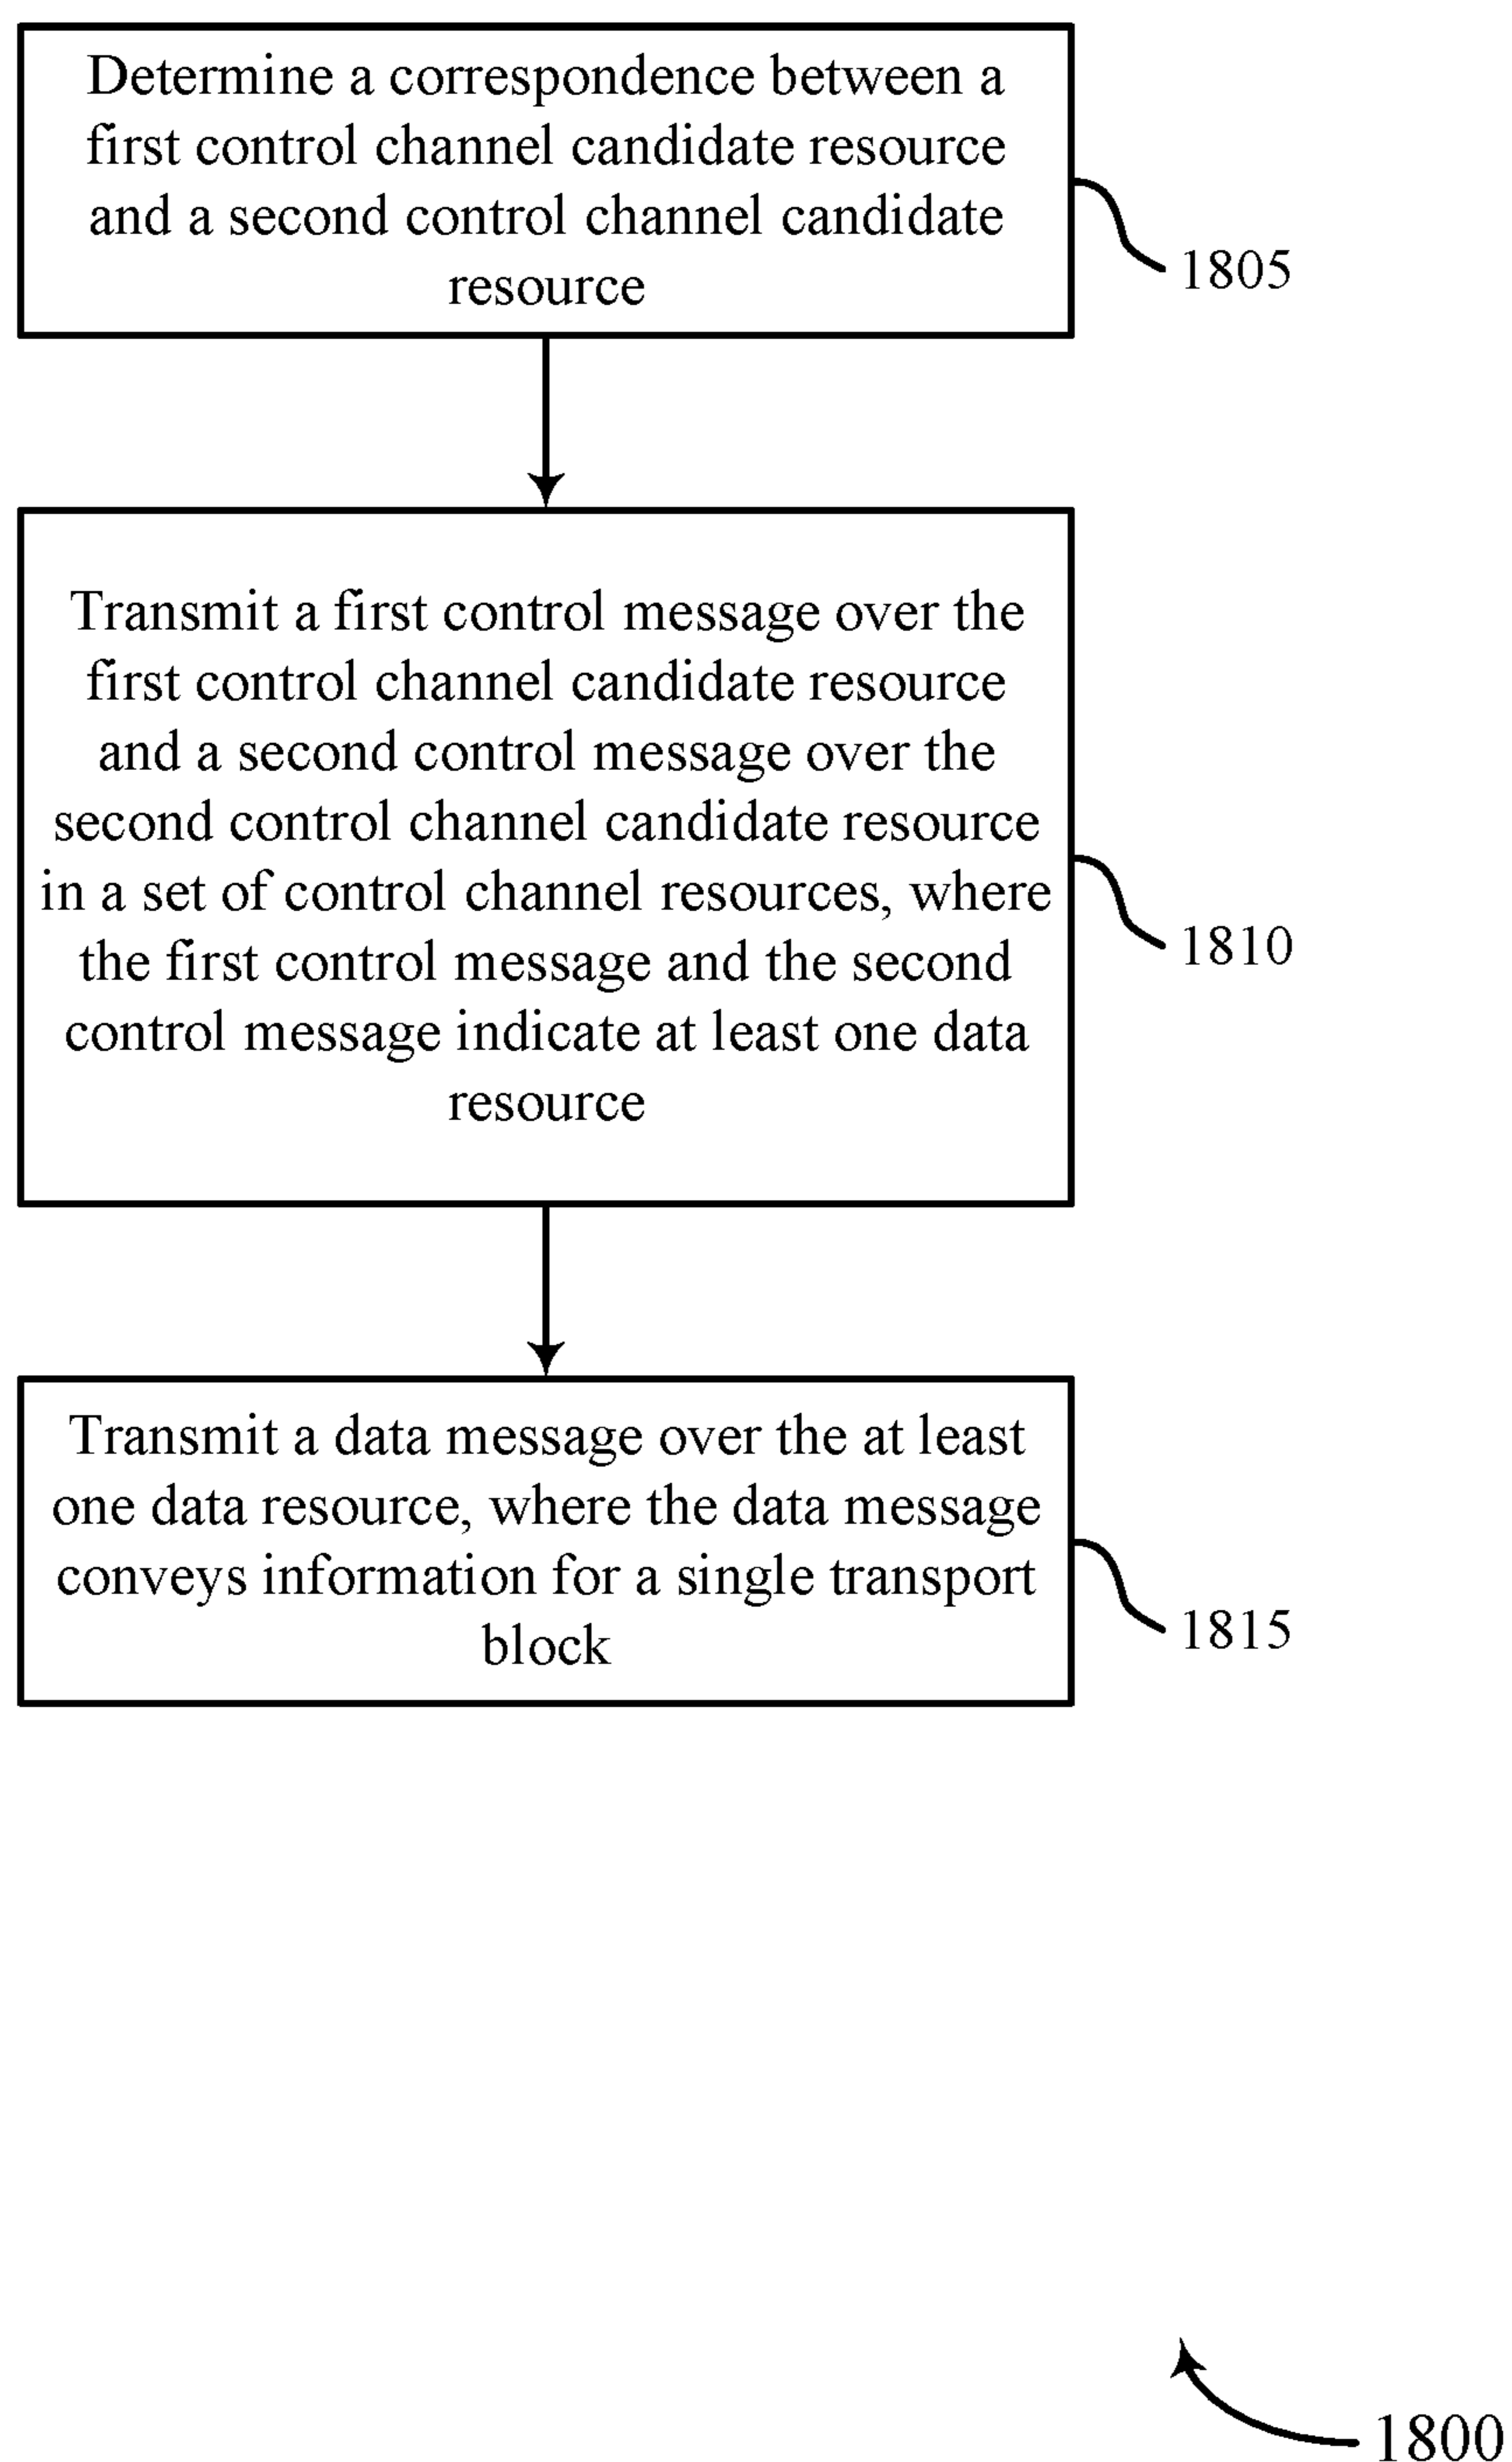 Determine a correspondence between a
first control channel candidate resource
and a second control channel candidate
resource
1805
Transmit a first control message over the
first control channel candidate resource
and a second control message over the
second control channel candidate resource
in a set of control channel resources, where
the first control message and the second
control message indicate at least one data
resource
1810
Transmit a data message over the at least
one data resource, where the data message
conveys information for a single transport
block
1815
1800